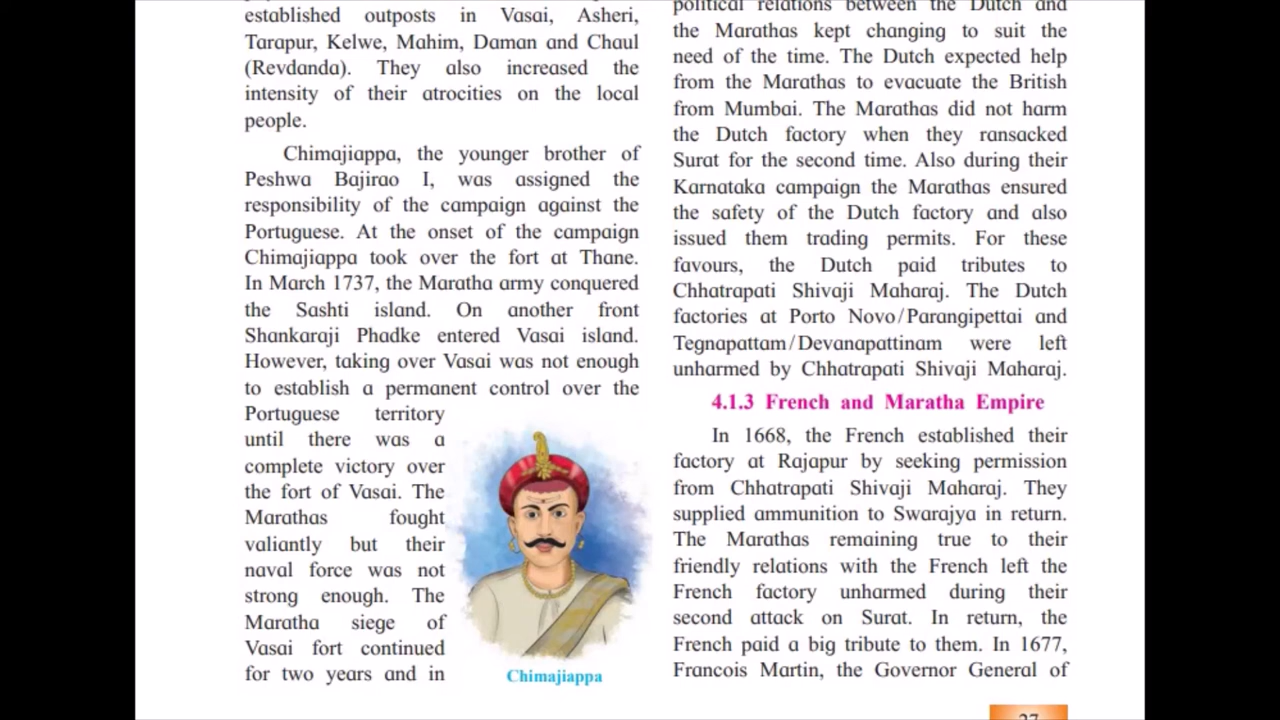 established outposts in Vasai, Asheri,
Tarapur, Kelwe, Mahim, Daman and Chaul
(Revdanda). They also increased the
intensity of their atrocities on the local
people.
Chimajiappa, the younger brother of
Peshwa Bajirao I, was assigned the
responsibility of the campaign against the
Portuguese. At the onset of the campaign
Chimajiappa took over the fort at Thane.
In March 1737, the Maratha army conquered
the Sashti island. On another front
Shankaraji Phadke entered Vasai island.
However, taking over Vasai was not enough
to establish a permanent control over the
Portuguese territory
until there was a
complete victory over
the fort of Vasai. The
Marathas fought
valiantly but their
naval force was not
strong enough. The
Maratha siege of
Vasai fort continued
for two years and in
Chimajiappa
political relations between the Dutch and
the Marathas kept changing to suit the
need of the time. The Dutch expected help
from the Marathas to evacuate the British
from Mumbai. The Marathas did not harm
the Dutch factory when they ransacked
Surat for the second time. Also during their
Karnataka campaign the Marathas ensured
the safety of the Dutch factory and also
issued them trading permits. For these
favours, the Dutch paid tributes to
Chhatrapati Shivaji Maharaj. The Dutch
factories at Porto Novo/Parangipettai and
Tegnapattam/Devanapattinam were left
unharmed by Chhatrapati Shivaji Maharaj.
4.1.3 French and Maratha Empire
In 1668, the French established their
factory at Rajapur by seeking permission
from Chhatrapati Shivaji Maharaj. They
supplied ammunition to Swarajya in return.
The Marathas remaining true to their
friendly relations with the French left the
French factory unharmed during their
second attack on Surat. In return, the
French paid a big tribute to them. In 1677,
Francois Martin, the Governor General of
27